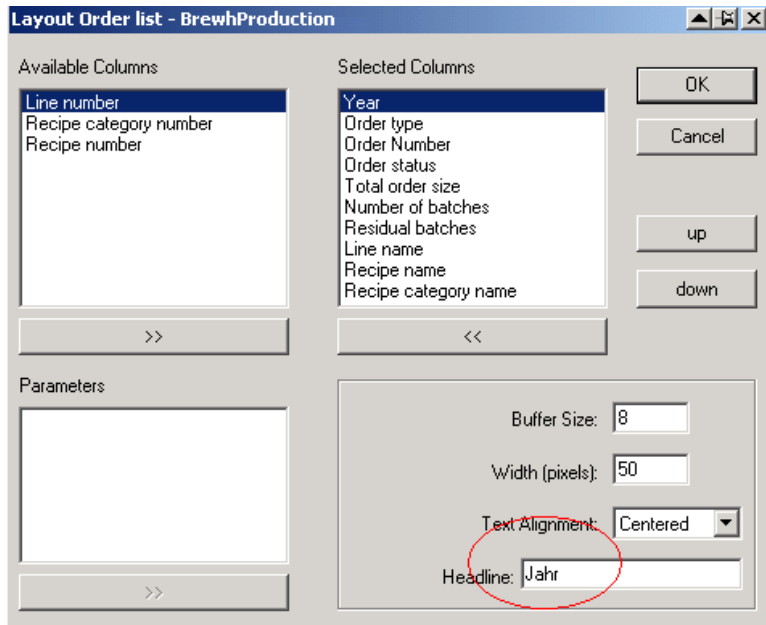 Layout Order list - BrewhProduction
Available Columns
Line number
Recipe category number
Recipe number
>>
Selected Columns
Year
Order type
Order Number
Order status
Total order size
Number of batches
Residual batches
Line name
Recipe name
Recipe category name
<<
OK
Cancel
up
down
Parameters
>>
Buffer Size: 8
Width (pixels): 50
Text Alignment: Centered
Headline: Jahr